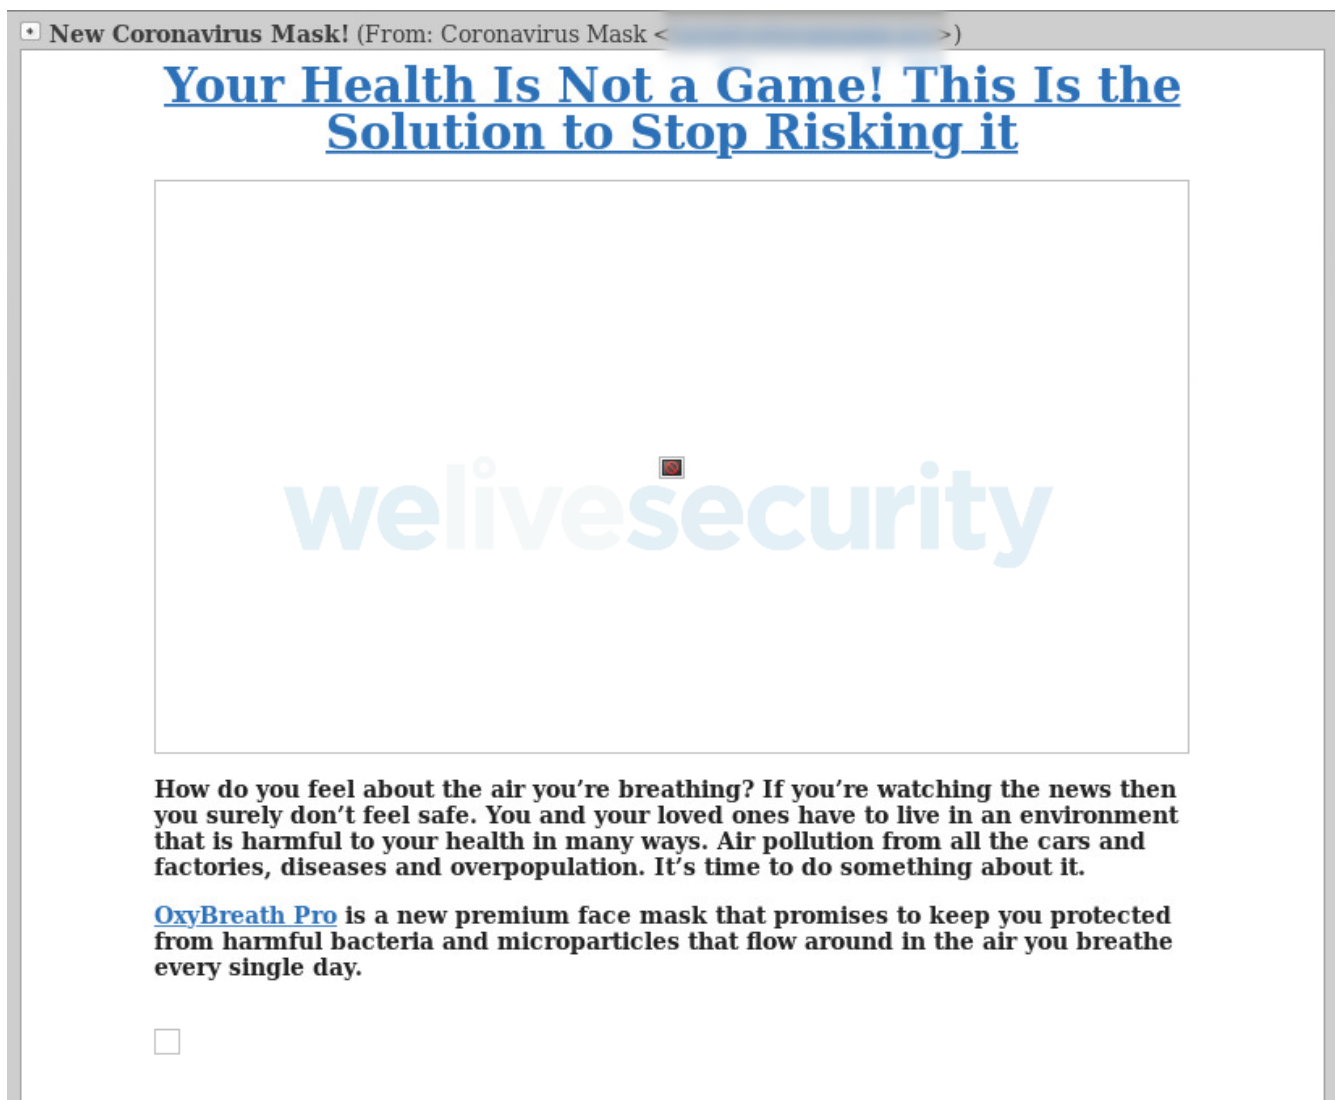 New Coronavirus Mask! (From: Coronavirus Mask < >)
Your Health Is Not a Game! This Is the
Solution to Stop Risking it
welivesecurity
How do you feel about the air you’re breathing? If you’re watching the news then
you surely don’t feel safe. You and your loved ones have to live in an environment
that is harmful to your health in many ways. Air pollution from all the cars and
factories, diseases and overpopulation. It’s time to do something about it.
OxyBreath Pro is a new premium face mask that promises to keep you protected
from harmful bacteria and microparticles that flow around in the air you breathe
every single day.